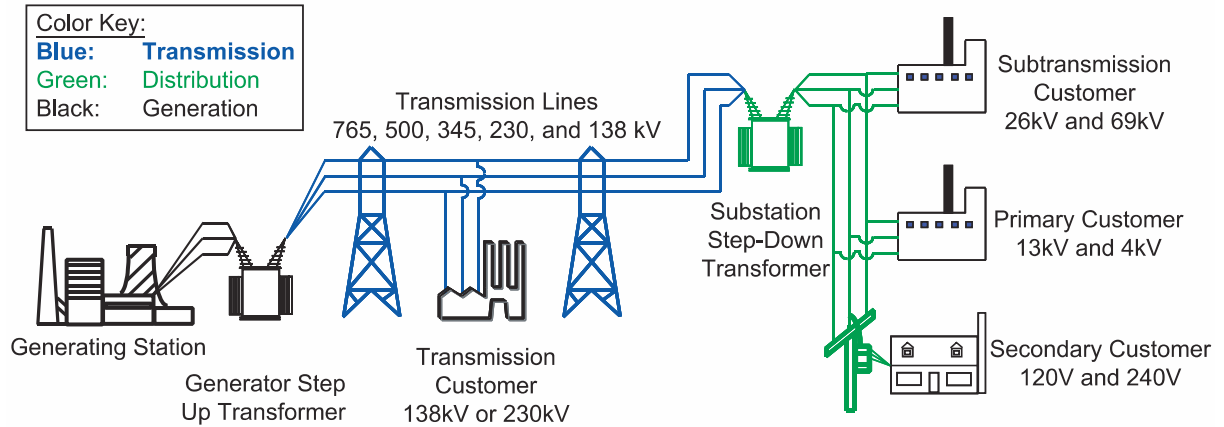 Color Key:
Blue: Transmission
Green: Distribution
Black: Generation
Transmission Lines
765, 500, 345, 230, and 138 kV
Subtransmission
Customer
26kV and 69kV
Substation
Step-Down
Transformer
Primary Customer
13kV and 4kV
Generating Station
Generator Step
Up Transformer
Transmission
Customer
138kV or 230kV
Secondary Customer
120V and 240V